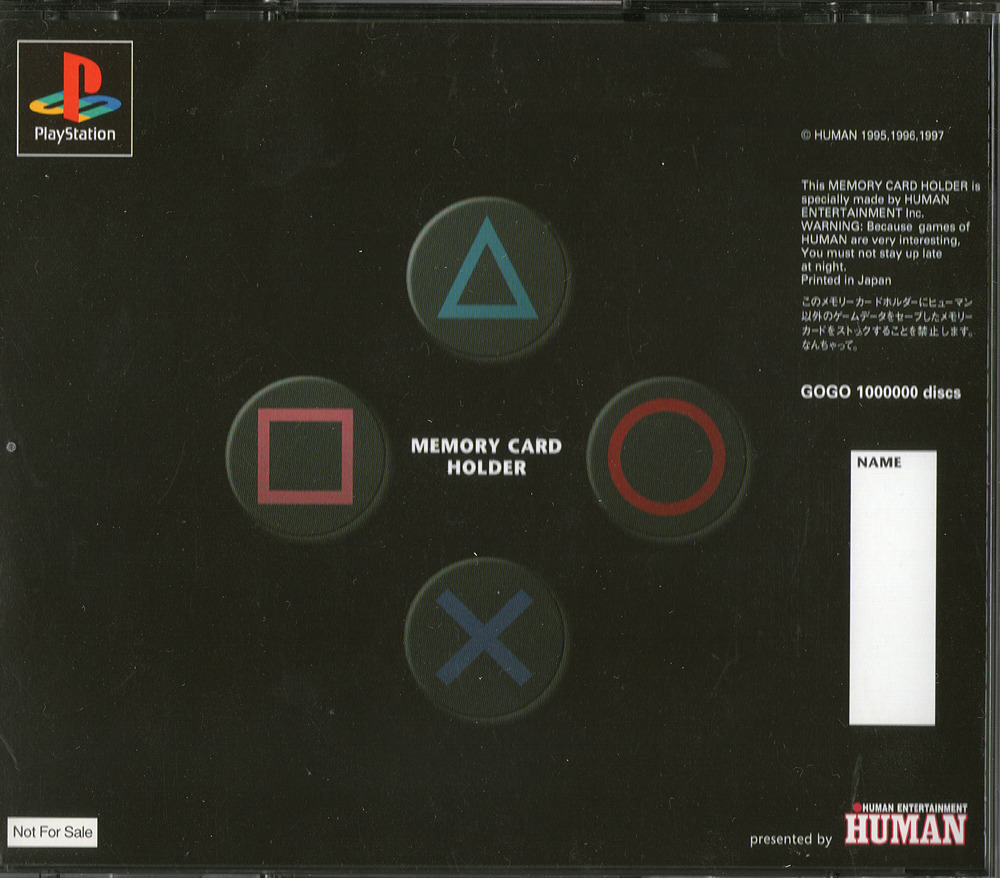 PlayStation
© HUMAN 1995,1996,1997
This MEMORY CARD HOLDER is
specially made by HUMAN
ENTERTAINMENT Inc.
WARNING: Because games of
HUMAN are very interesting,
You must not stay up late
at night.
Printed in Japan
このメモリーカードホルダーにヒューマン
以外のゲームデータをセーブしたメモリー
カードをストックすることを禁止します。
なんちゃって。
GOGO 1000000 discs
MEMORY CARD
HOLDER
NAME
Not For Sale
presented by
HUMAN ENTERTAINMENT
HUMAN